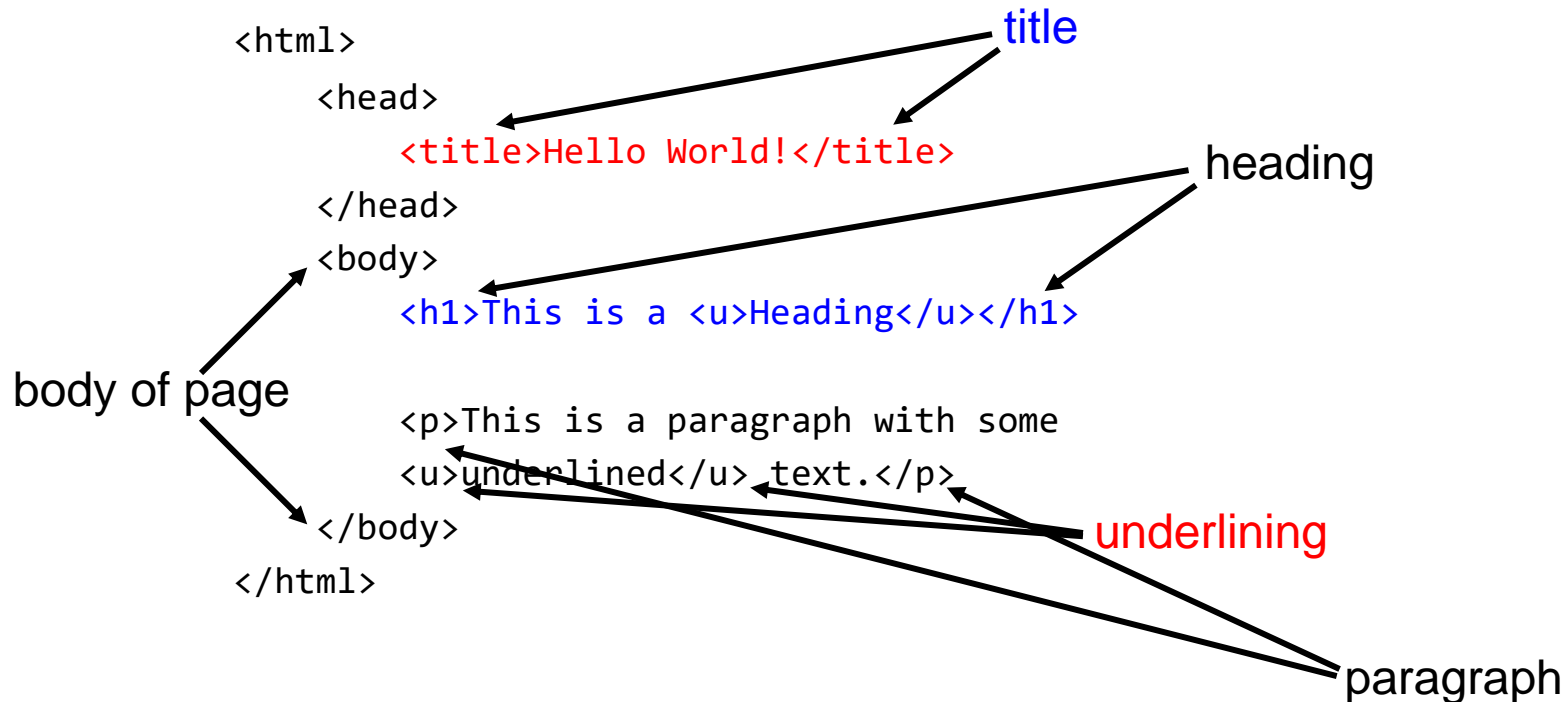 title
<html>
<head>
<title>Hello World!</title>
heading
</head>
<body>
<h1>This is a <u>Heading</u></h1>
body of page
<p>This is a paragraph with some
<u>underlined</u> text.</p>
</body>
underlining
</html>
paragraph